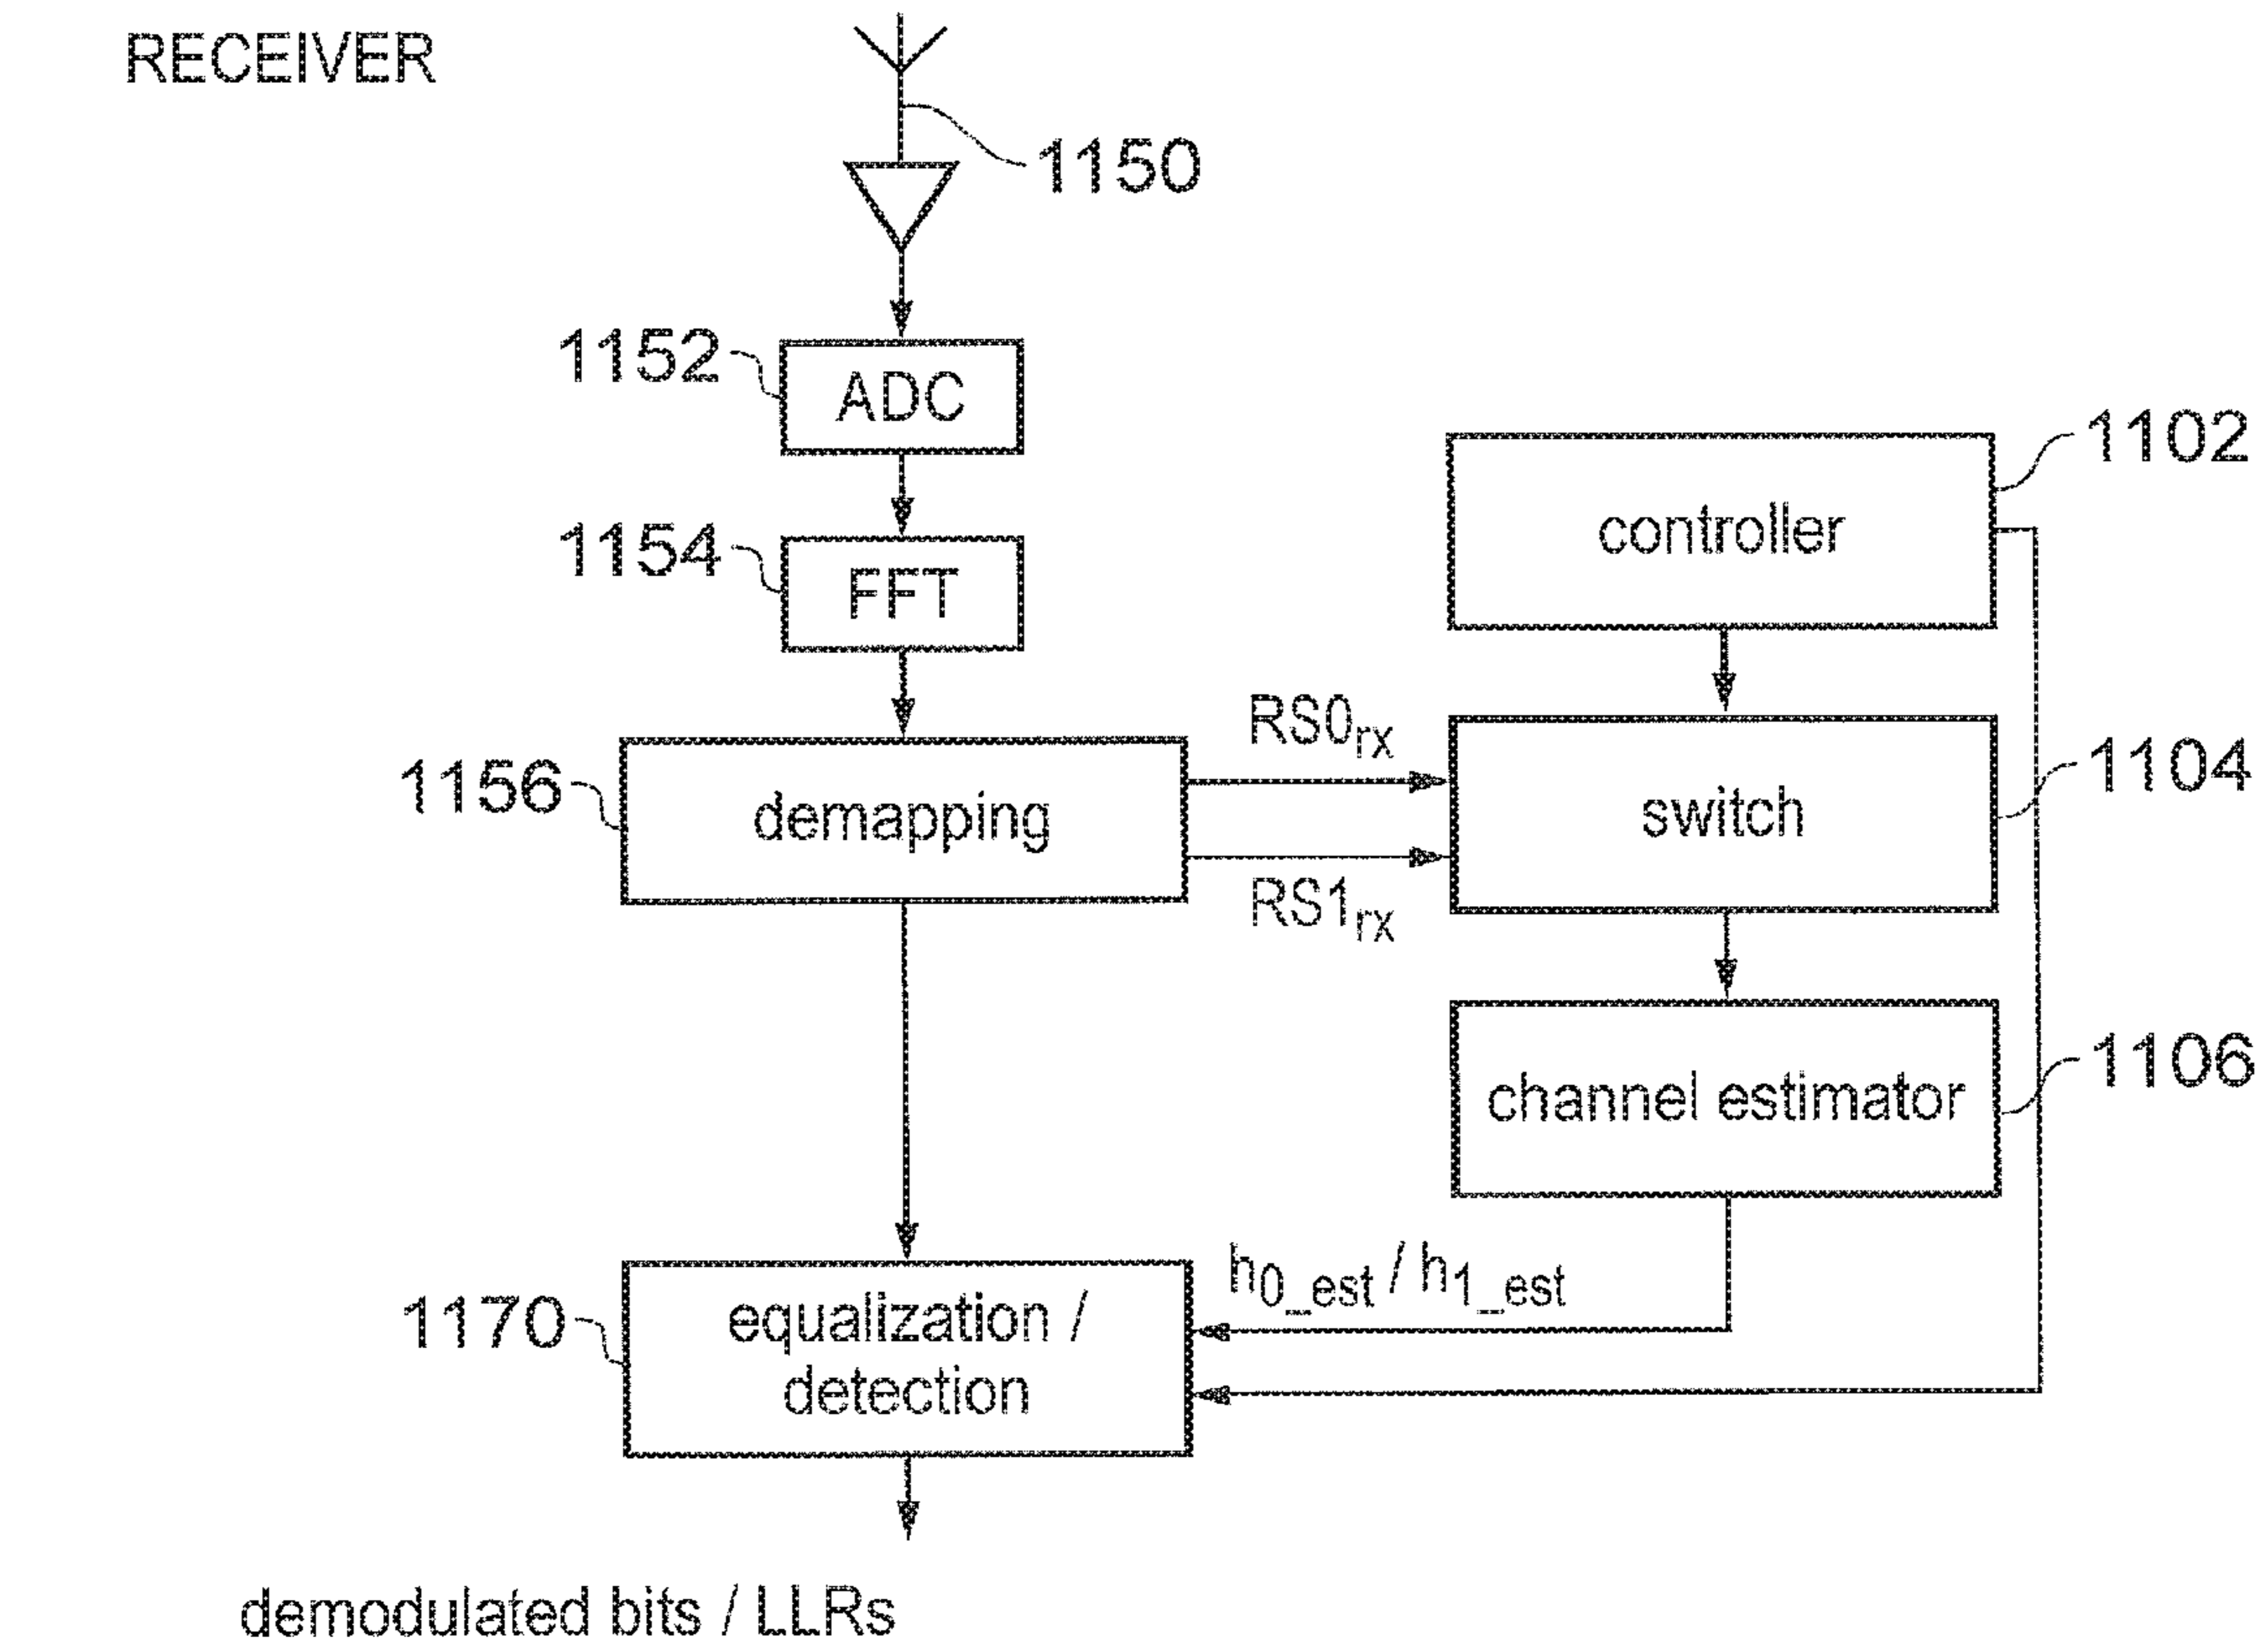 RECEIVER
1150
1152
ADC
1102
controller
1154
FFT
RS0rx
1104
1156
demapping
switch
RS1rx
1106
channel estimator
h0_est / h1_est
1170
equalization /
detection
demodulated bits / LLRs